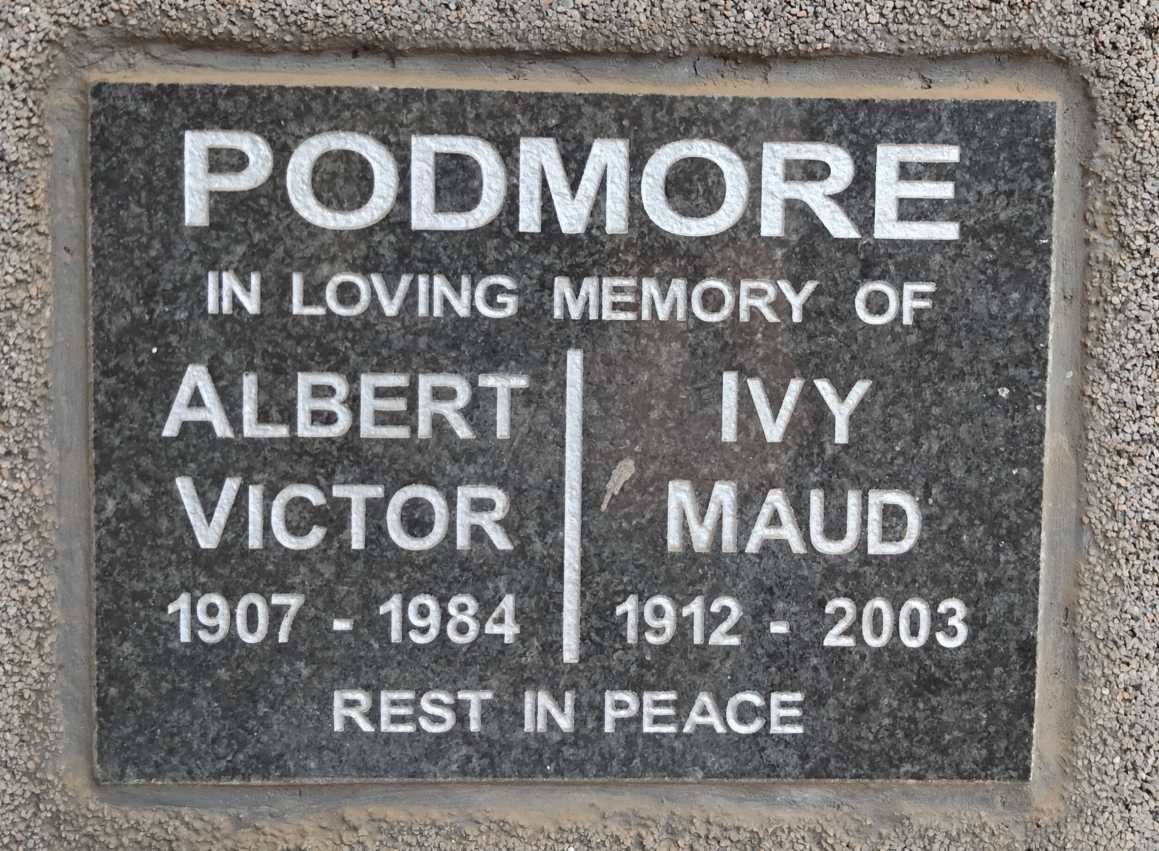 PODMORE
IN LOVING MEMORY OF
ALBERT
VICTOR
1907 - 1984
IVY
MAUD
1912 - 2003
REST IN PEACE